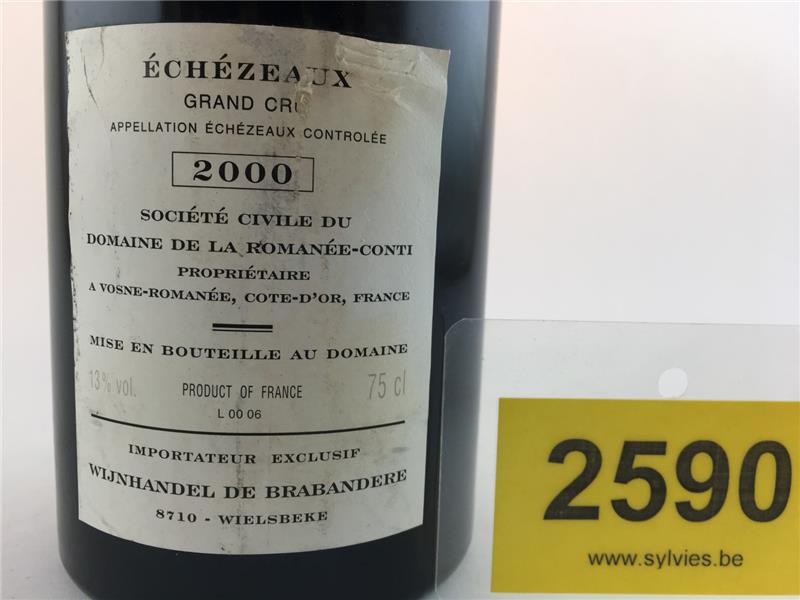 ÉCHÉZEAUX
GRAND CRU
APPELLATION ÉCHÉZEAUX CONTROLÉE
2000
SOCIÉTÉ CIVILE DU
DOMAINE DE LA ROMANÉE-CONTI
PROPRIÉTAIRE
A VOSNE-ROMANÉE, COTE-D'OR, FRANCE
MISE EN BOUTEILLE AU DOMAINE
13% vol. PRODUCT OF FRANCE 75 cl
L 00 06
IMPORTATEUR EXCLUSIF
WIJNHANDEL DE BRABANDERE
8710 - WIELSBEKE
2590
www.sylvies.be